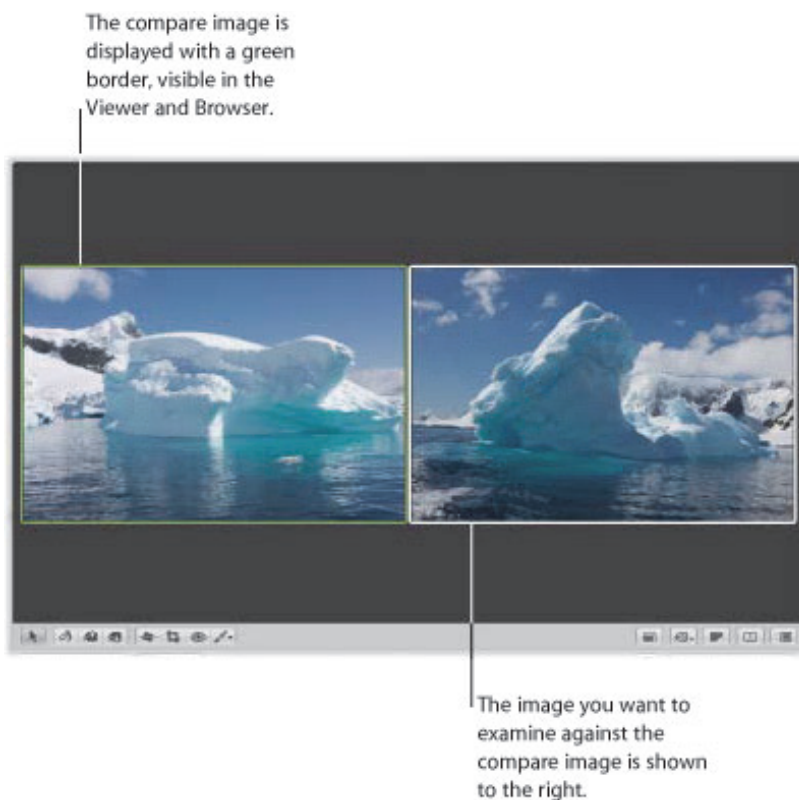 The compare image is
displayed with a green
border, visible in the
Viewer and Browser.
The image you want to
examine against the
compare image is shown
to the right.